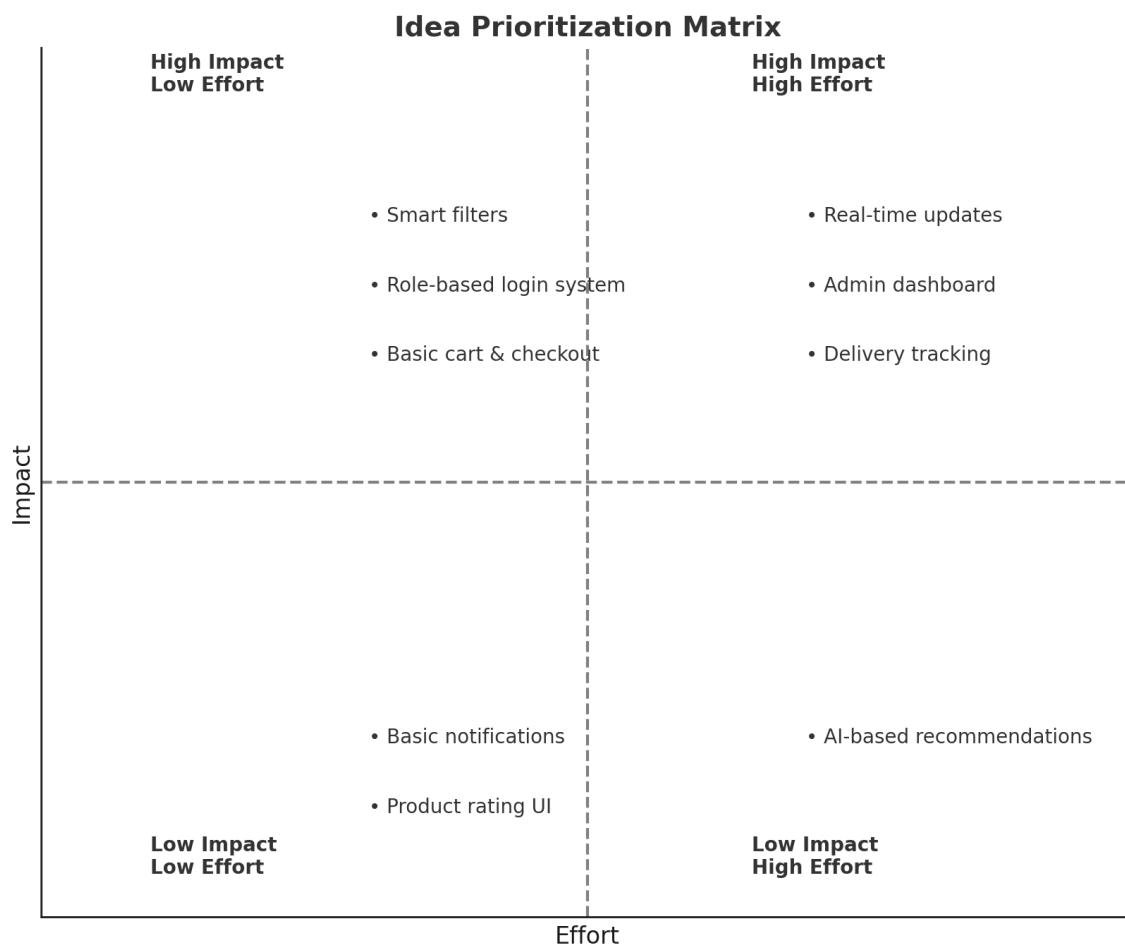 Idea Prioritization Matrix
High Impact
Low Effort
High Impact
High Effort
• Smart filters
• Role-based login system
• Basic cart & checkout
• Real-time updates
• Admin dashboard
• Delivery tracking
Impact
• Basic notifications
• Product rating UI
• AI-based recommendations
Low Impact
Low Effort
Low Impact
High Effort
Effort